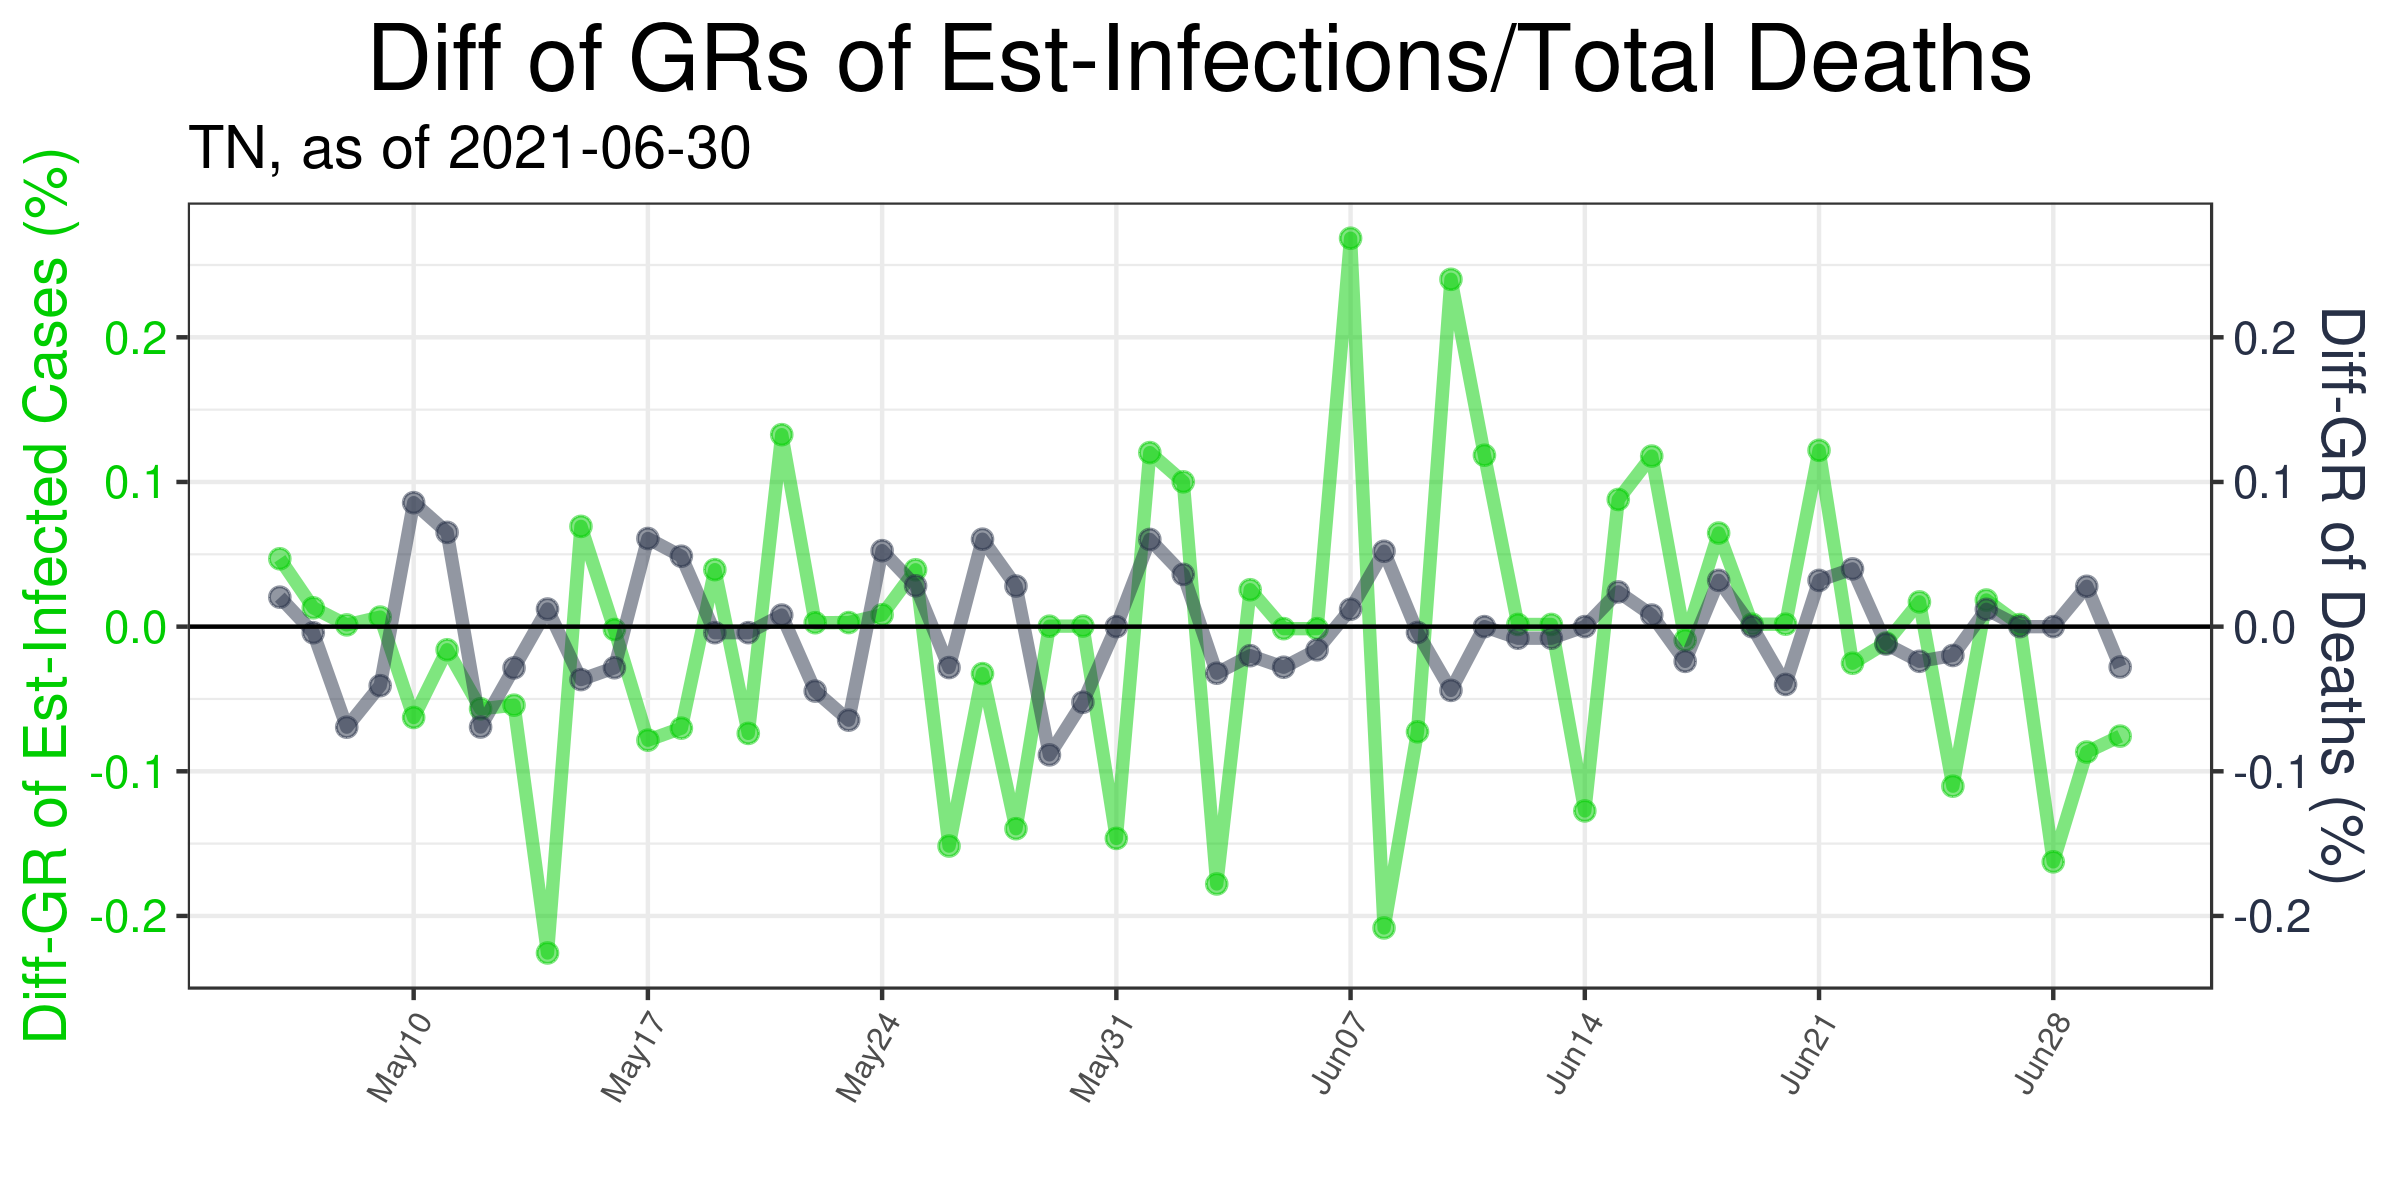 Diff of GRs of Est-Infections/Total Deaths
TN, as of 2021-06-30
Diff-GR of Est-Infected Cases (%)
0.2
0.1
0.0
-0.1
-0.2
0.2
0.1
0.0
-0.1
-0.2
Diff-GR of Deaths (%)
May10
May17
May24
May31
Jun07
Jun14
Jun21
Jun28